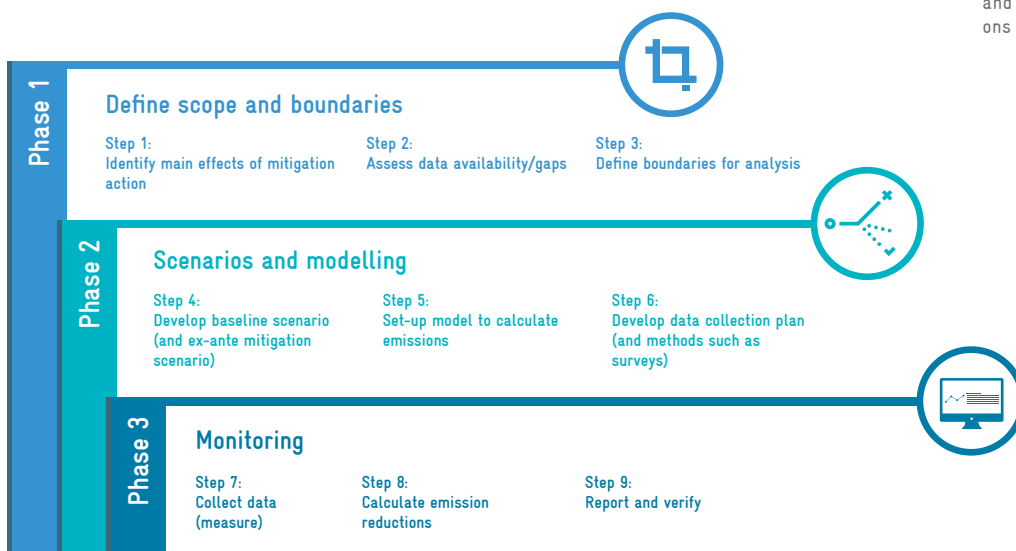 and
ons
Phase 1
Define scope and boundaries
Step 1:
Identify main effects of mitigation
action
Step 2:
Assess data availability/gaps
Step 3:
Define boundaries for analysis
Phase 2
Scenarios and modelling
Step 4:
Develop baseline scenario
(and ex-ante mitigation
scenario)
Step 5:
Set-up model to calculate
emissions
Step 6:
Develop data collection plan
(and methods such as
surveys)
Phase 3
Monitoring
Step 7:
Collect data
(measure)
Step 8:
Calculate emission
reductions
Step 9:
Report and verify